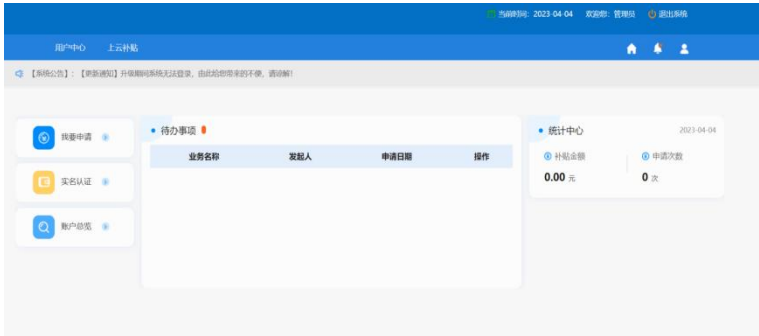 当前时间: 2023-04-04 欢迎您: 管理员 退出系统
用户中心 上云补贴
【系统公告】:【更新通知】升级期间系统无法登录，由此给您带来的不便，请谅解!
我要申请
实名认证
账户总览
待办事项
业务名称 发起人 申请日期 操作
统计中心 2023-04-04
补贴金额 申请次数
0.00 元 0 次